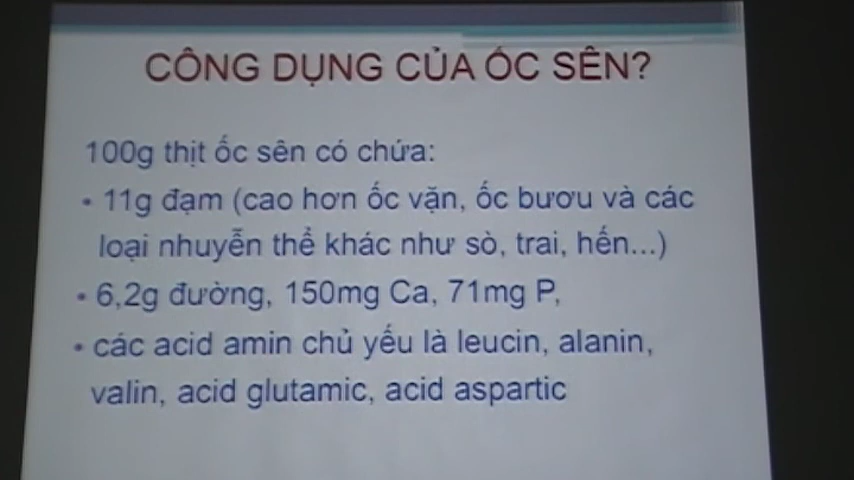 CÔNG DỤNG CỦA ỐC SÊN?
100g thịt ốc sên có chứa:
• 11g đạm (cao hơn ốc vặn, ốc bươu và các
loại nhuyễn thể khác như sò, trai, hến...)
• 6,2g đường, 150mg Ca, 71mg P,
• các acid amin chủ yếu là leucin, alanin,
valin, acid glutamic, acid aspartic